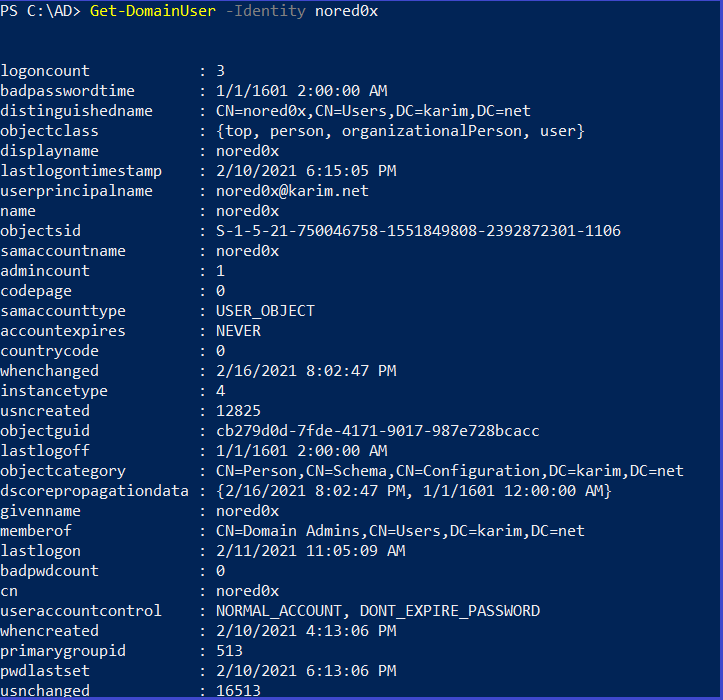 PS C:\AD> Get-DomainUser -Identity nored0x
logoncount : 3
badpasswordtime : 1/1/1601 2:00:00 AM
distinguishedname : CN=nored0x,CN=Users,DC=karim,DC=net
objectclass : {top, person, organizationalPerson, user}
displayname : nored0x
lastlogontimestamp : 2/10/2021 6:15:05 PM
userprincipalname : nored0x@karim.net
name : nored0x
objectsid : S-1-5-21-750046758-1551849808-2392872301-1106
samaccountname : nored0x
admincount : 1
codepage : 0
samaccounttype : USER_OBJECT
accountexpires : NEVER
countrycode : 0
whenchanged : 2/16/2021 8:02:47 PM
instancetype : 4
usncreated : 12825
objectguid : cb279d0d-7fde-4171-9017-987e728bcacc
lastlogoff : 1/1/1601 2:00:00 AM
objectcategory : CN=Person,CN=Schema,CN=Configuration,DC=karim,DC=net
dscorepropagationdata : {2/16/2021 8:02:47 PM, 1/1/1601 12:00:00 AM}
givenname : nored0x
memberof : CN=Domain Admins,CN=Users,DC=karim,DC=net
lastlogon : 2/11/2021 11:05:09 AM
badpwdcount : 0
cn : nored0x
useraccountcontrol : NORMAL_ACCOUNT, DONT_EXPIRE_PASSWORD
whencreated : 2/10/2021 4:13:06 PM
primarygroupid : 513
pwdlastset : 2/10/2021 6:13:06 PM
usnchanged : 16513